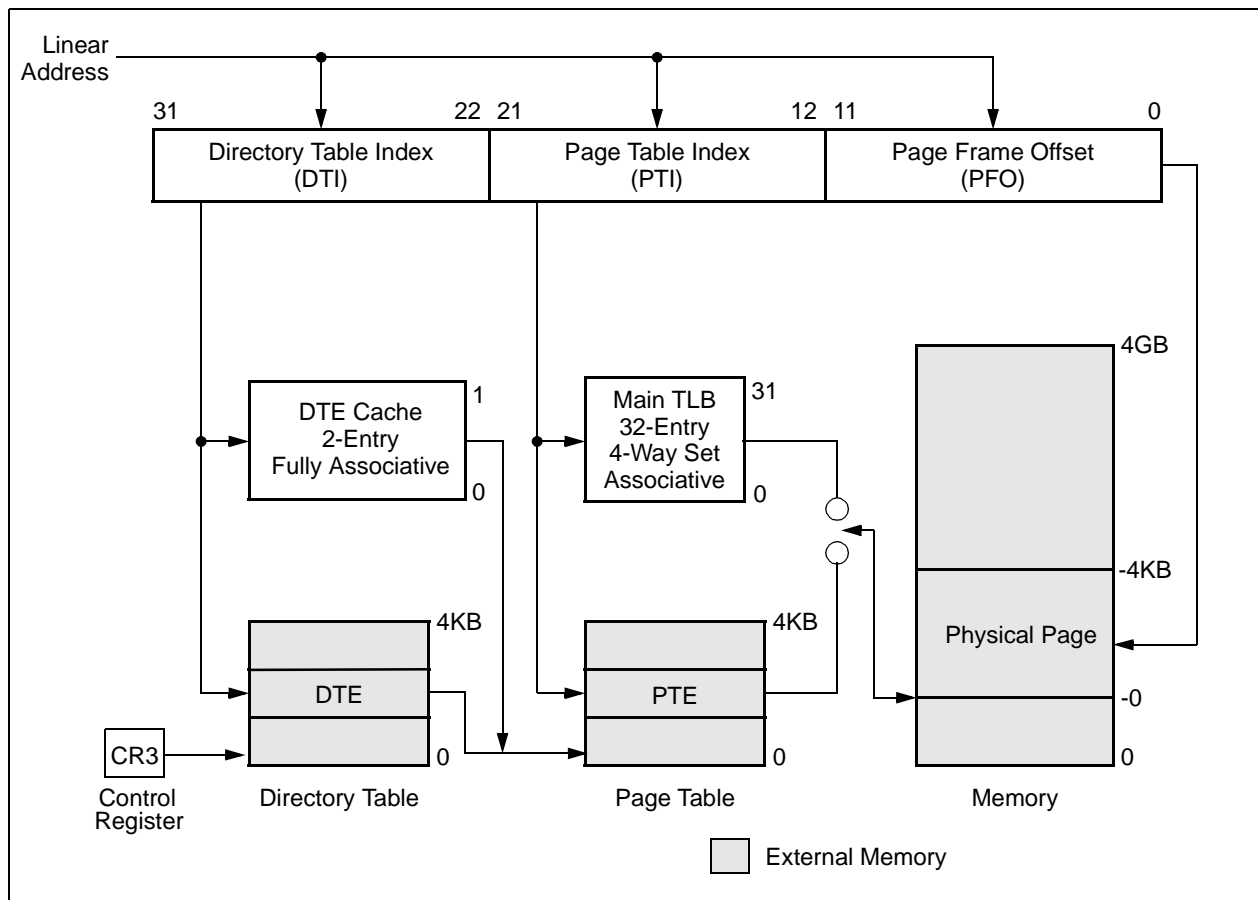 Linear
Address
31 22 21 12 11 0
Directory Table Index
(DTI)
Page Table Index
(PTI)
Page Frame Offset
(PFO)
4GB
DTE Cache
2-Entry
Fully Associative
1
0
Main TLB
32-Entry
4-Way Set
Associative
31
0
-4KB
Physical Page
-0
0
4KB
DTE
0
4KB
PTE
0
CR3
Control
Register
Directory Table
Page Table
Memory
External Memory